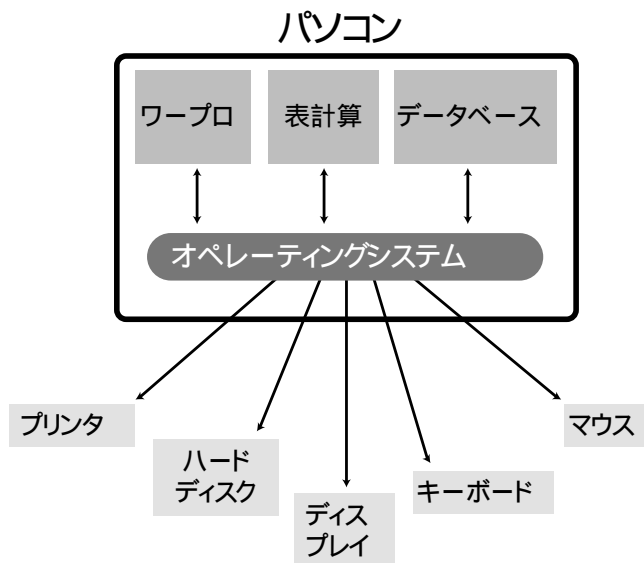 パソコン
ワープロ
表計算
データベース
オペレーティングシステム
プリンタ
ハード
ディスク
ディス
プレイ
キーボード
マウス